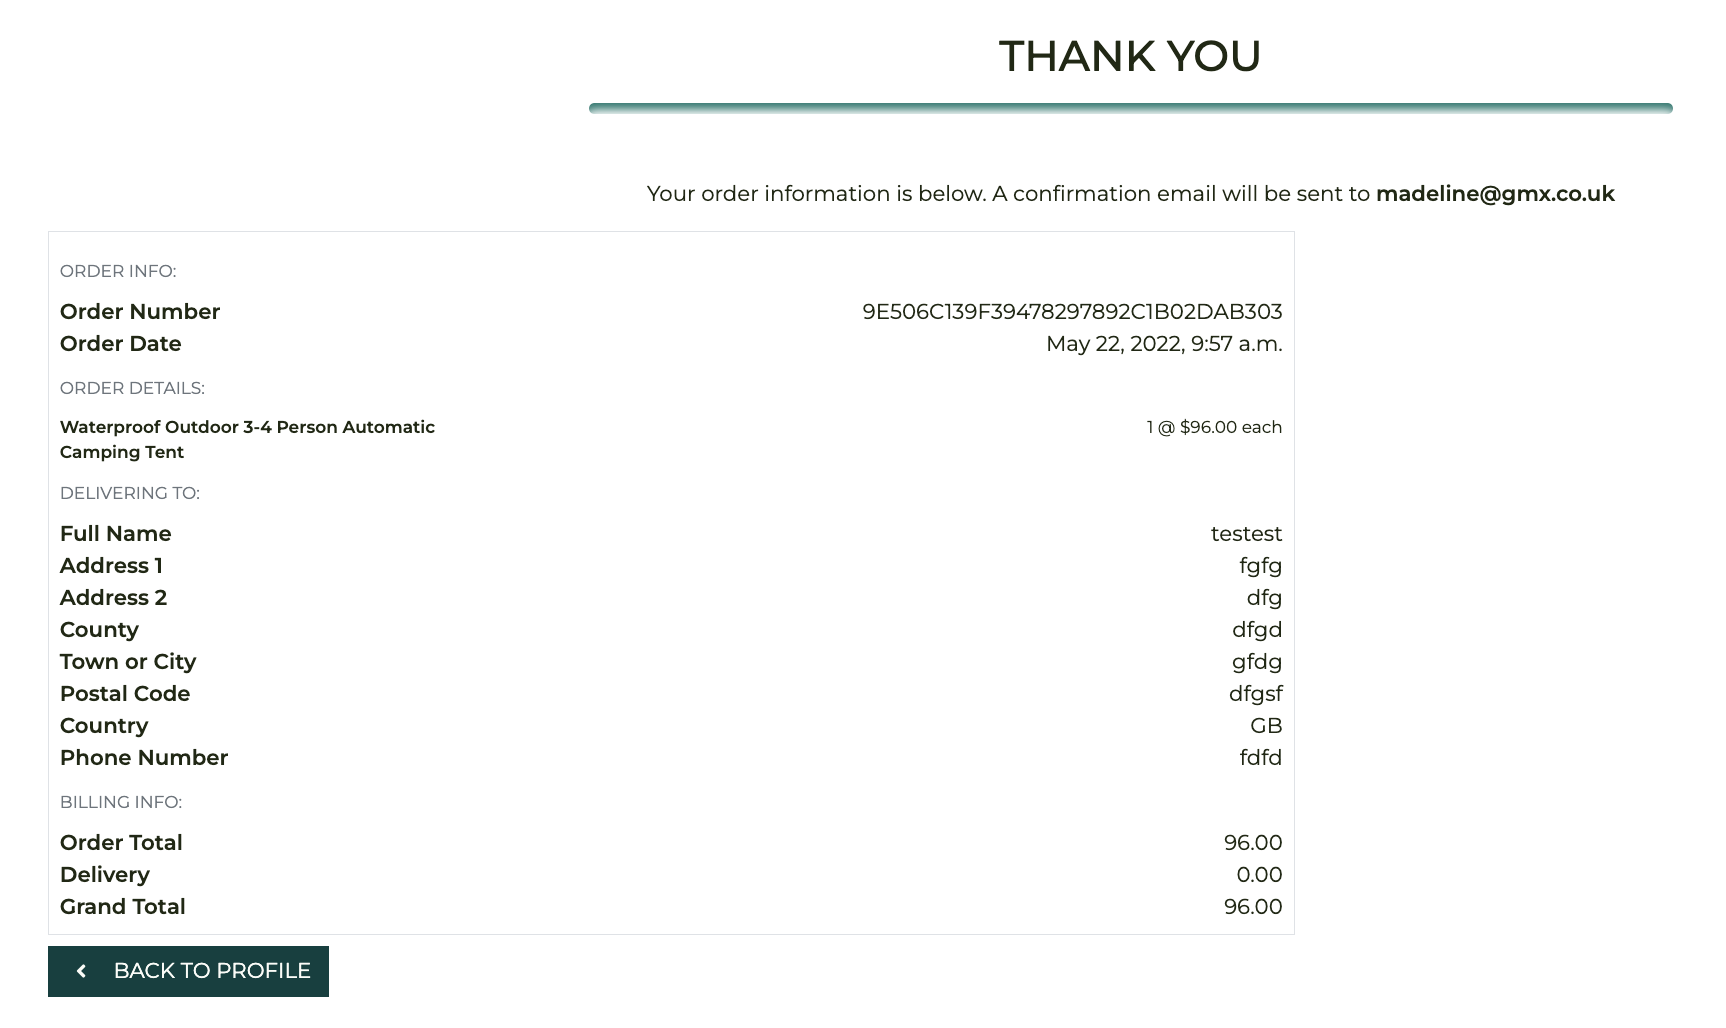 THANK YOU
Your order information is below. A confirmation email will be sent to madeline@gmx.co.uk
ORDER INFO:
Order Number 9E506C139F39478297892C1B02DAB303
Order Date May 22, 2022, 9:57 a.m.
ORDER DETAILS:
Waterproof Outdoor 3-4 Person Automatic 1 @ $96.00 each
Camping Tent
DELIVERING TO:
Full Name testest
Address 1 fgfg
Address 2 dfg
County dfgd
Town or City gfdg
Postal Code dfgsf
Country GB
Phone Number fdfd
BILLING INFO:
Order Total 96.00
Delivery 0.00
Grand Total 96.00
BACK TO PROFILE